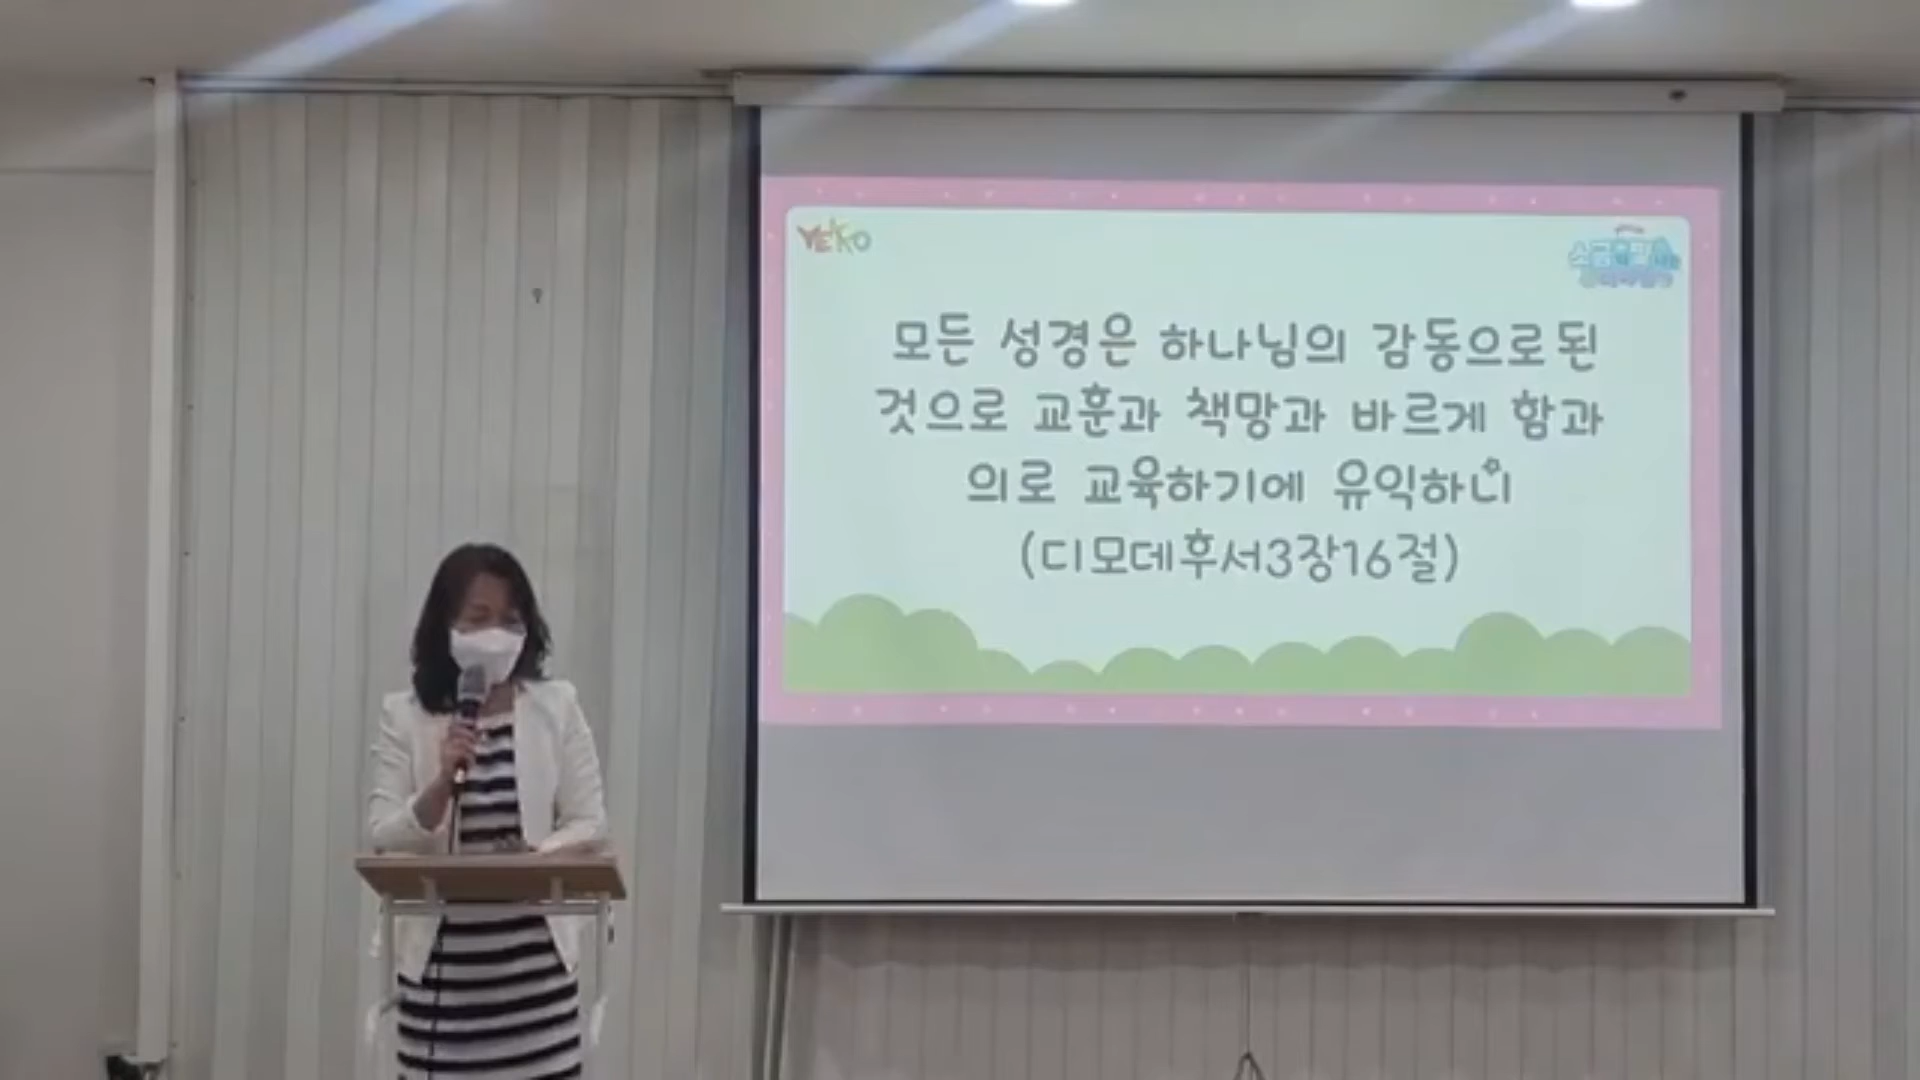 YEKO
모든 성경은 하나님의 감동으로 된
것으로 교훈과 책망과 바르게 함과
의로 교육하기에 유익하니
(디모데후서3장16절)